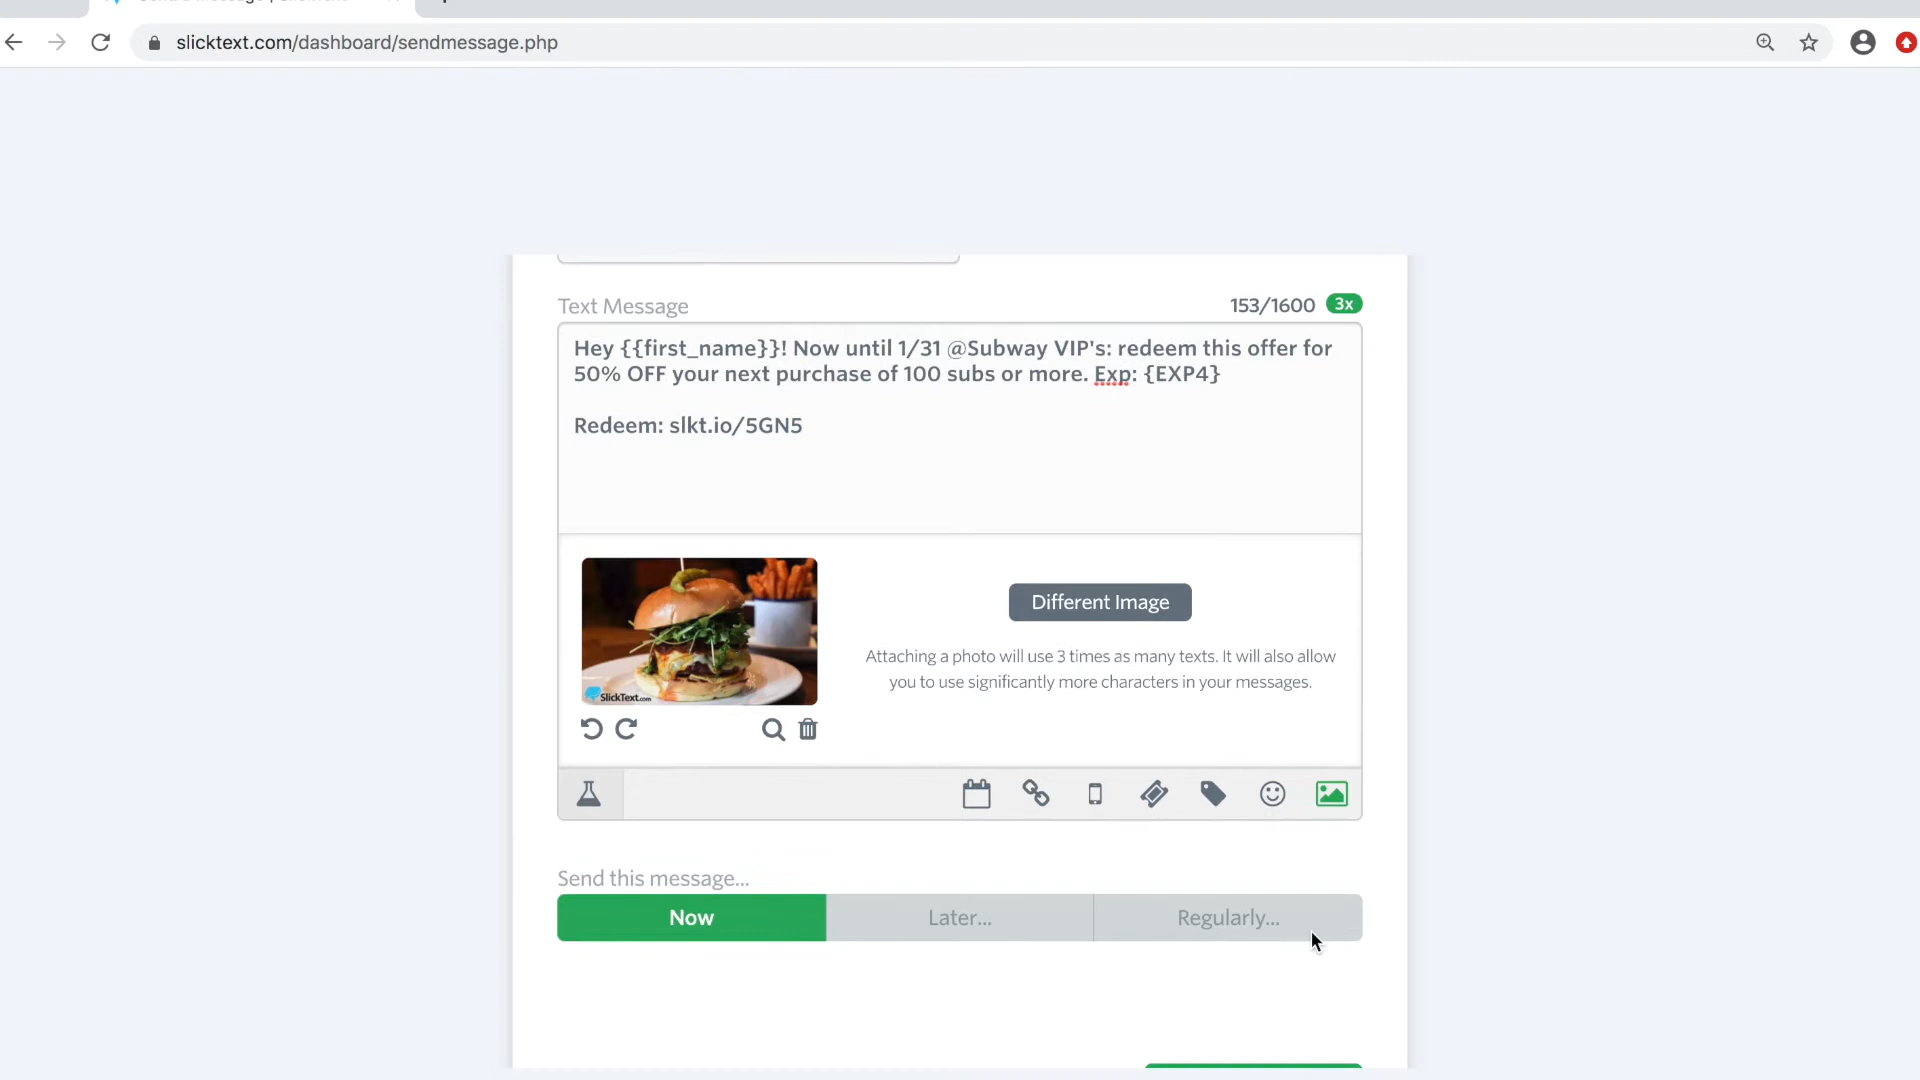 slicktext.com/dashboard/sendmessage.php
Text Message
153/1600 3x
Hey {{first_name}}! Now until 1/31 @Subway VIP's: redeem this offer for
50% OFF your next purchase of 100 subs or more. Exp: {EXP4}
Redeem: slkt.io/5GN5
Different Image
Attaching a photo will use 3 times as many texts. It will also allow
you to use significantly more characters in your messages.
SlickText.com
Send this message...
Now
Later...
Regularly...